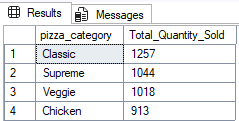 Results Messages
pizza_category Total_Quantity_Sold
1 Classic 1257
2 Supreme 1044
3 Veggie 1018
4 Chicken 913